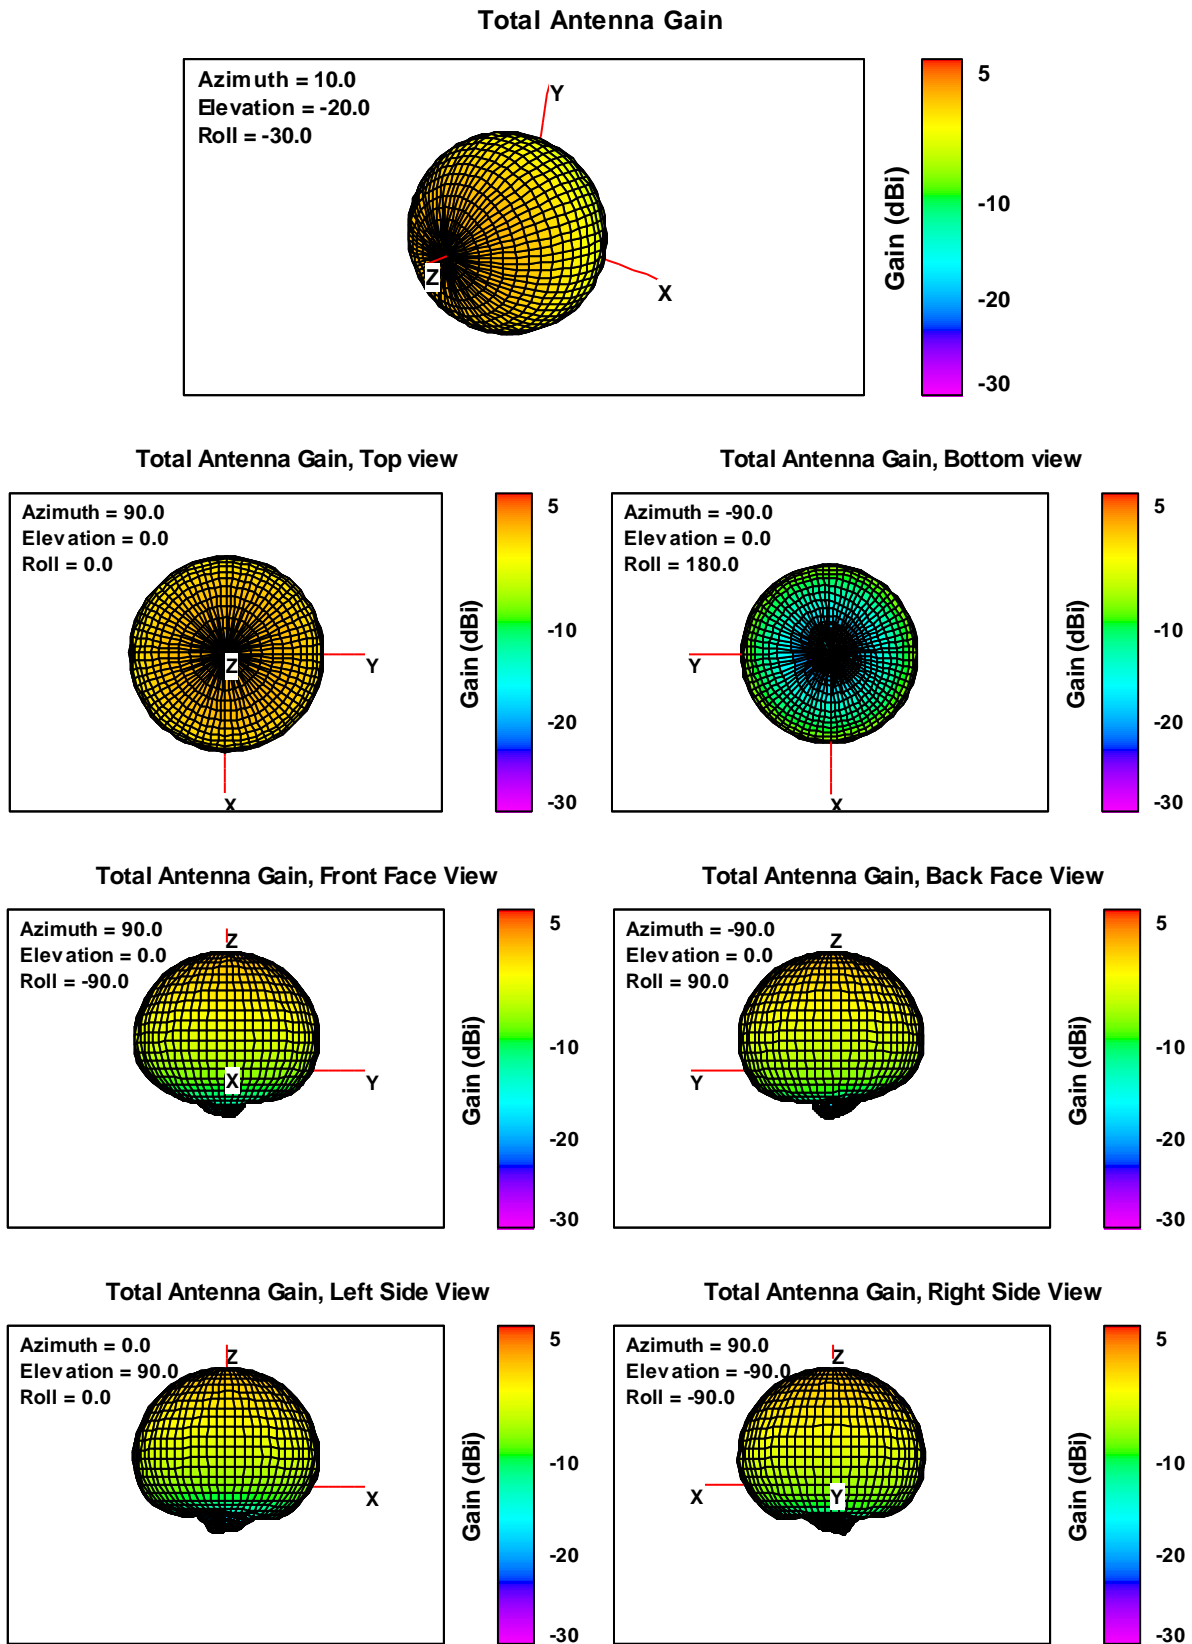 Total Antenna Gain
Azimuth = 10.0
Elevation = -20.0
Roll = -30.0
Y
Z
X
Gain (dBi)
5
-10
-20
-30
Total Antenna Gain, Top view
Azimuth = 90.0
Elevation = 0.0
Roll = 0.0
Z
Y
X
Gain (dBi)
5
-10
-20
-30
Total Antenna Gain, Bottom view
Azimuth = -90.0
Elevation = 0.0
Roll = 180.0
Y
X
Gain (dBi)
5
-10
-20
-30
Total Antenna Gain, Front Face View
Azimuth = 90.0
Elevation = 0.0
Roll = -90.0
Z
X
Y
Gain (dBi)
5
-10
-20
-30
Total Antenna Gain, Back Face View
Azimuth = -90.0
Elevation = 0.0
Roll = 90.0
Z
Y
Gain (dBi)
5
-10
-20
-30
Total Antenna Gain, Left Side View
Azimuth = 0.0
Elevation = 90.0
Roll = 0.0
Z
X
Gain (dBi)
5
-10
-20
-30
Total Antenna Gain, Right Side View
Azimuth = 90.0
Elevation = -90.0
Roll = -90.0
Z
X
Y
Gain (dBi)
5
-10
-20
-30